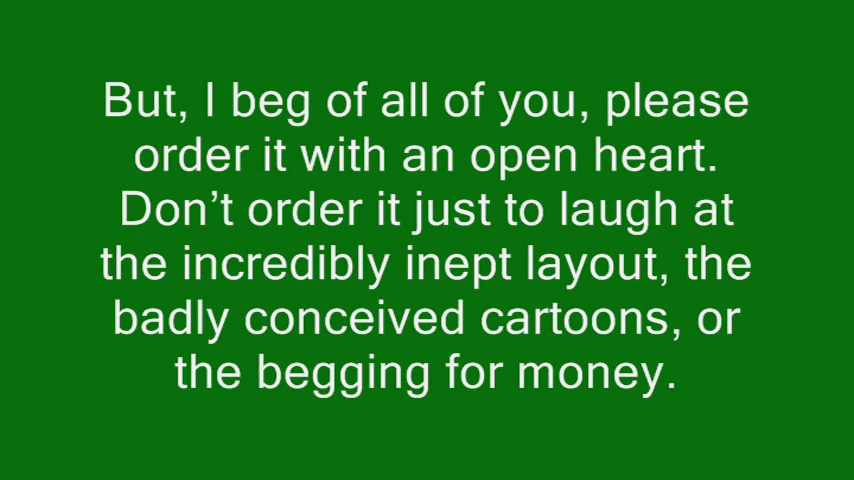 But, I beg of all of you, please
order it with an open heart.
Don’t order it just to laugh at
the incredibly inept layout, the
badly conceived cartoons, or
the begging for money.